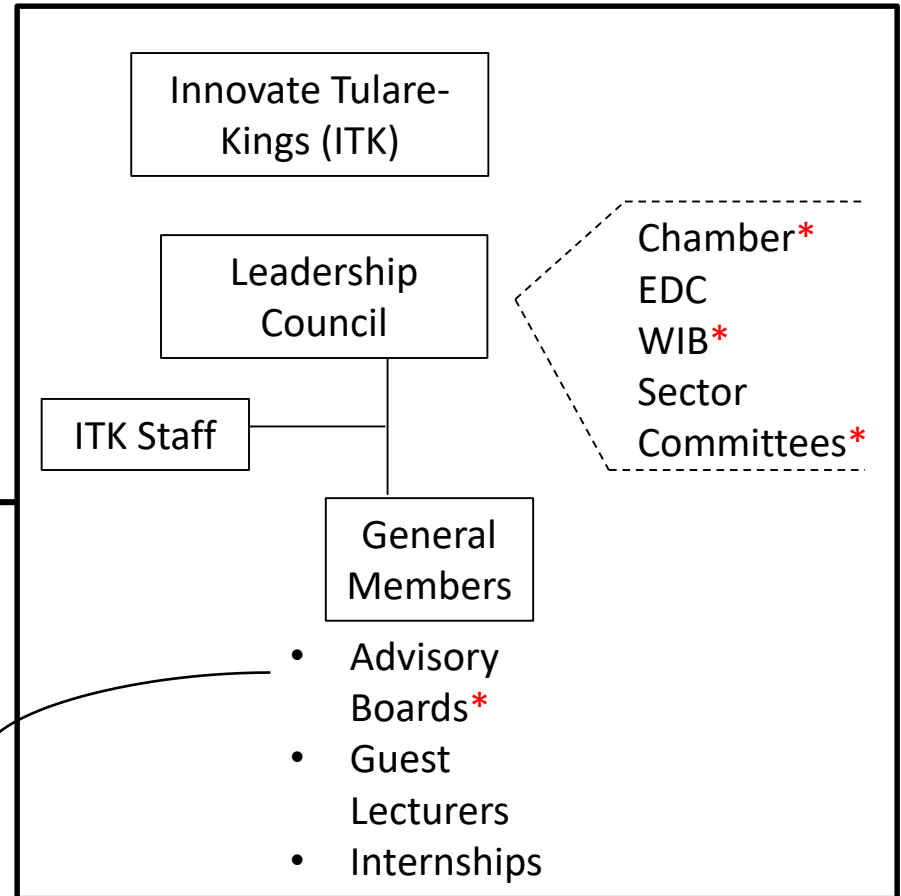 Innovate Tulare-
Kings (ITK)
Leadership
Council
Chamber*
EDC
WIB*
Sector
Committees*
ITK Staff
General
Members
• Advisory
Boards*
• Guest
Lecturers
• Internships